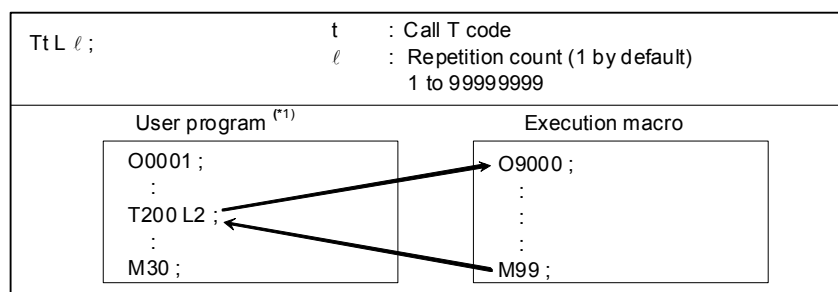 Tt L ℓ ;
t : Call T code
ℓ : Repetition count (1 by default)
1 to 99999999
User program (*1)
O0001 ;
:
T200 L2 ;
:
M30 ;
Execution macro
O9000 ;
:
:
:
M99 ;